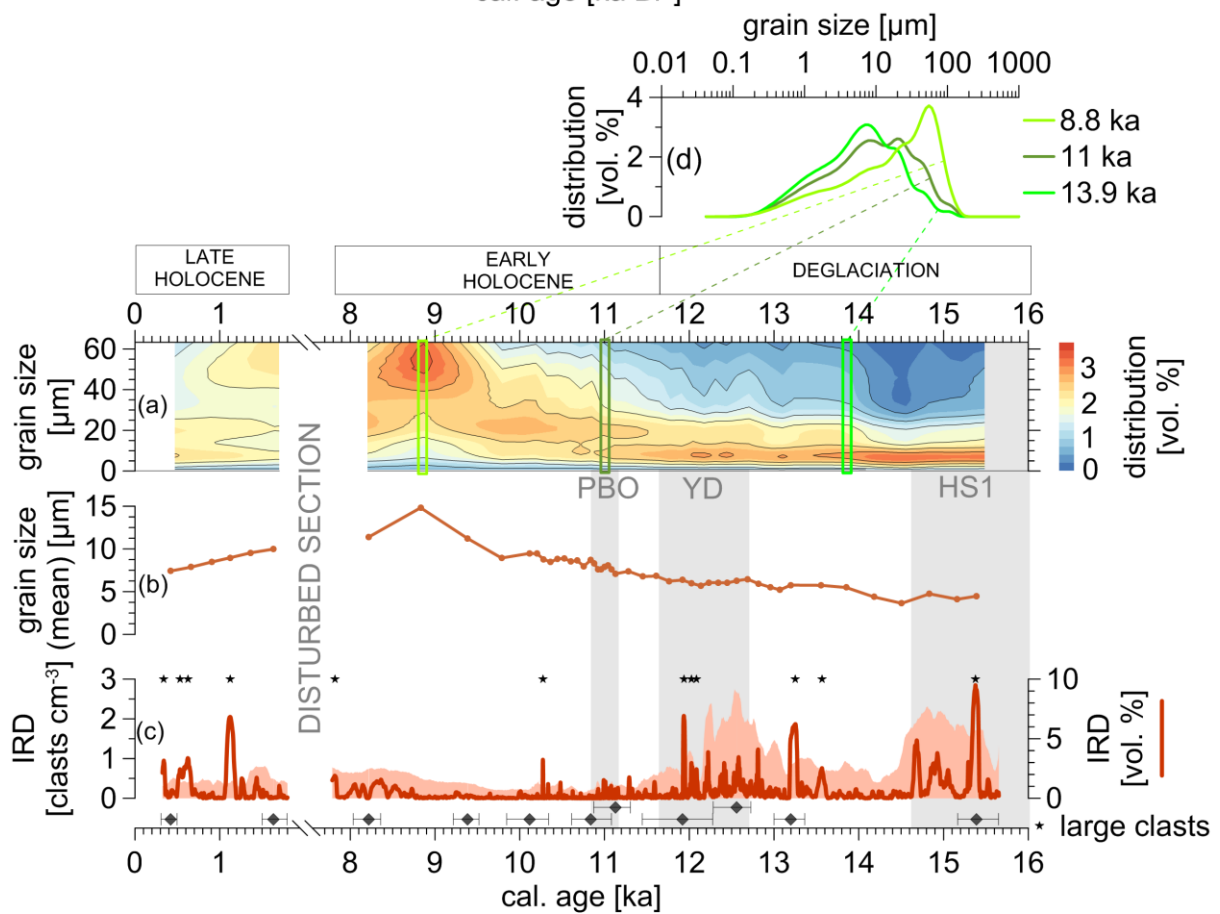 grain size [µm]
0.01 0.1 1 10 100 1000
4
2
0
distribution
[vol. %]
(d)
8.8 ka
11 ka
13.9 ka
LATE
HOLOCENE
EARLY
HOLOCENE
DEGLACIATION
0 1 8 9 10 11 12 13 14 15 16
60
40
20
0
grain size
[µm]
(a)
3
2
1
0
distribution
[vol. %]
DISTURBED SECTION
PBO
YD
HS1
15
10
5
0
grain size
(mean) [µm]
(b)
3
2
1
0
IRD
[clasts cm-3]
(c)
10
5
0
IRD
[vol. %]
★ large clasts
0 1 8 9 10 11 12 13 14 15 16
cal. age [ka]